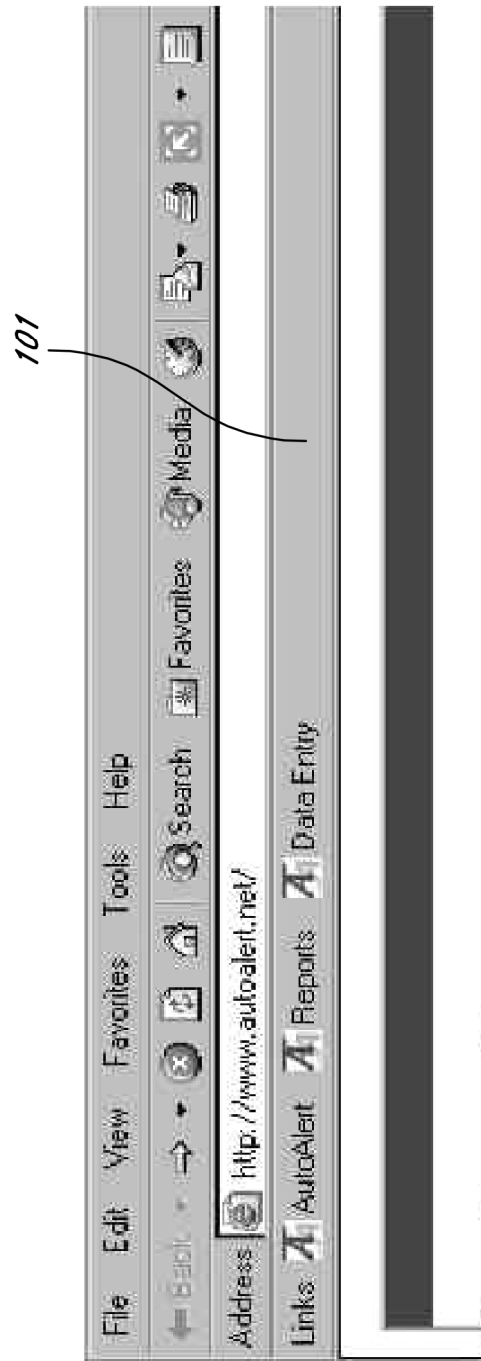 101
File Edit View Favorites Tools Help
Back Search Favorites Media
Address http://www.autoalert.net/
Links AutoAlert Reports Data Entry